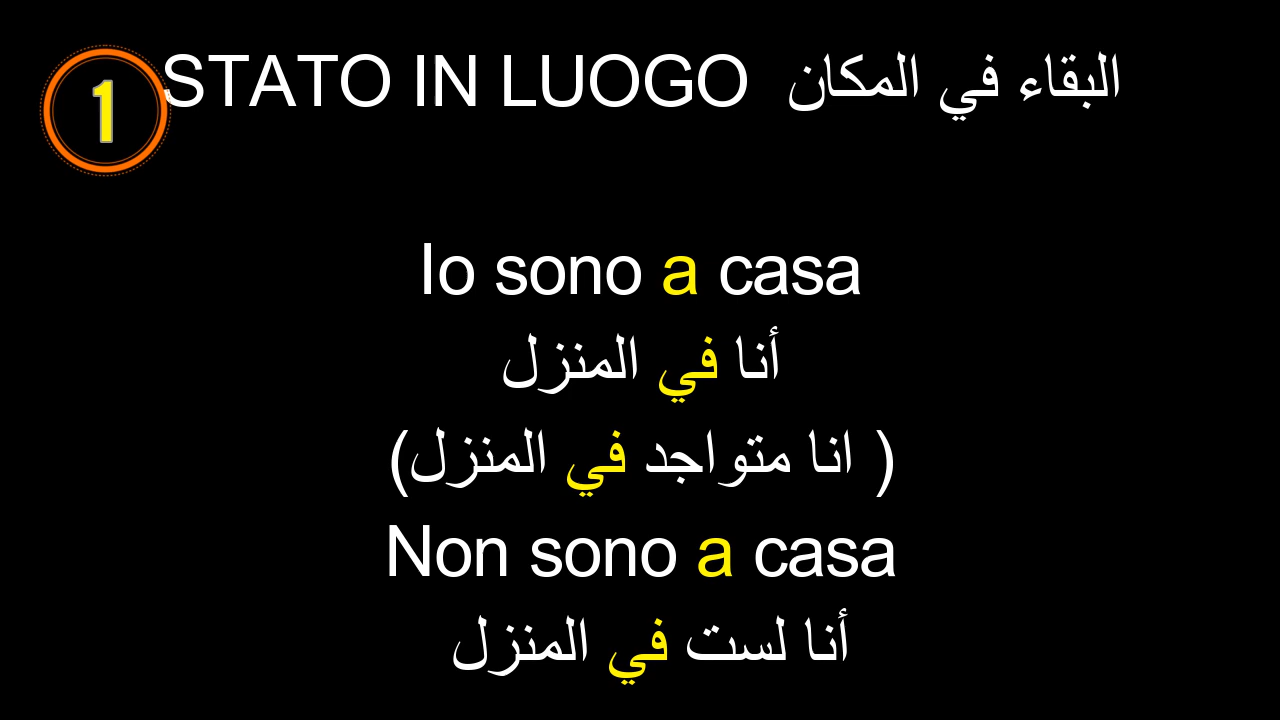 1
STATO IN LUOGO البقاء في المكان
Io sono a casa
أنا في المنزل
( انا متواجد في المنزل)
Non sono a casa
أنا لست في المنزل